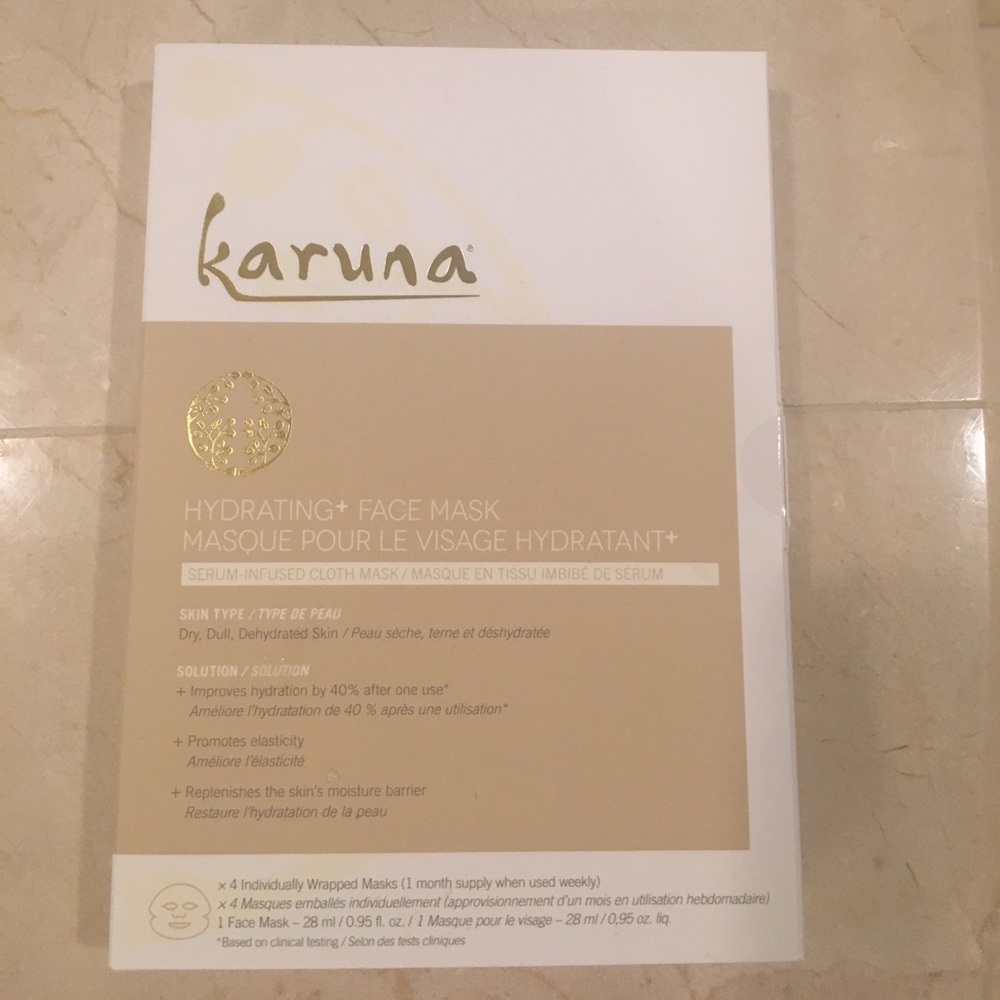 karuna®
HYDRATING+ FACE MASK
MASQUE POUR LE VISAGE HYDRATANT+
SERUM-INFUSED CLOTH MASK / MASQUE EN TISSU IMBIBÉ DE SÉRUM
SKIN TYPE / TYPE DE PEAU
Dry, Dull, Dehydrated Skin / Peau sèche, terne et déshydratée
SOLUTION / SOLUTION
+ Improves hydration by 40% after one use*
Améliore l'hydratation de 40 % après une utilisation*
+ Promotes elasticity
Améliore l'élasticité
+ Replenishes the skin's moisture barrier
Restaure l'hydratation de la peau
x 4 Individually Wrapped Masks (1 month supply when used weekly)
x 4 Masques emballés individuellement (approvisionnement d'un mois en utilisation hebdomadaire)
1 Face Mask – 28 ml / 0.95 fl. oz. / 1 Masque pour le visage – 28 ml / 0,95 oz. liq.
*Based on clinical testing / Selon des tests cliniques